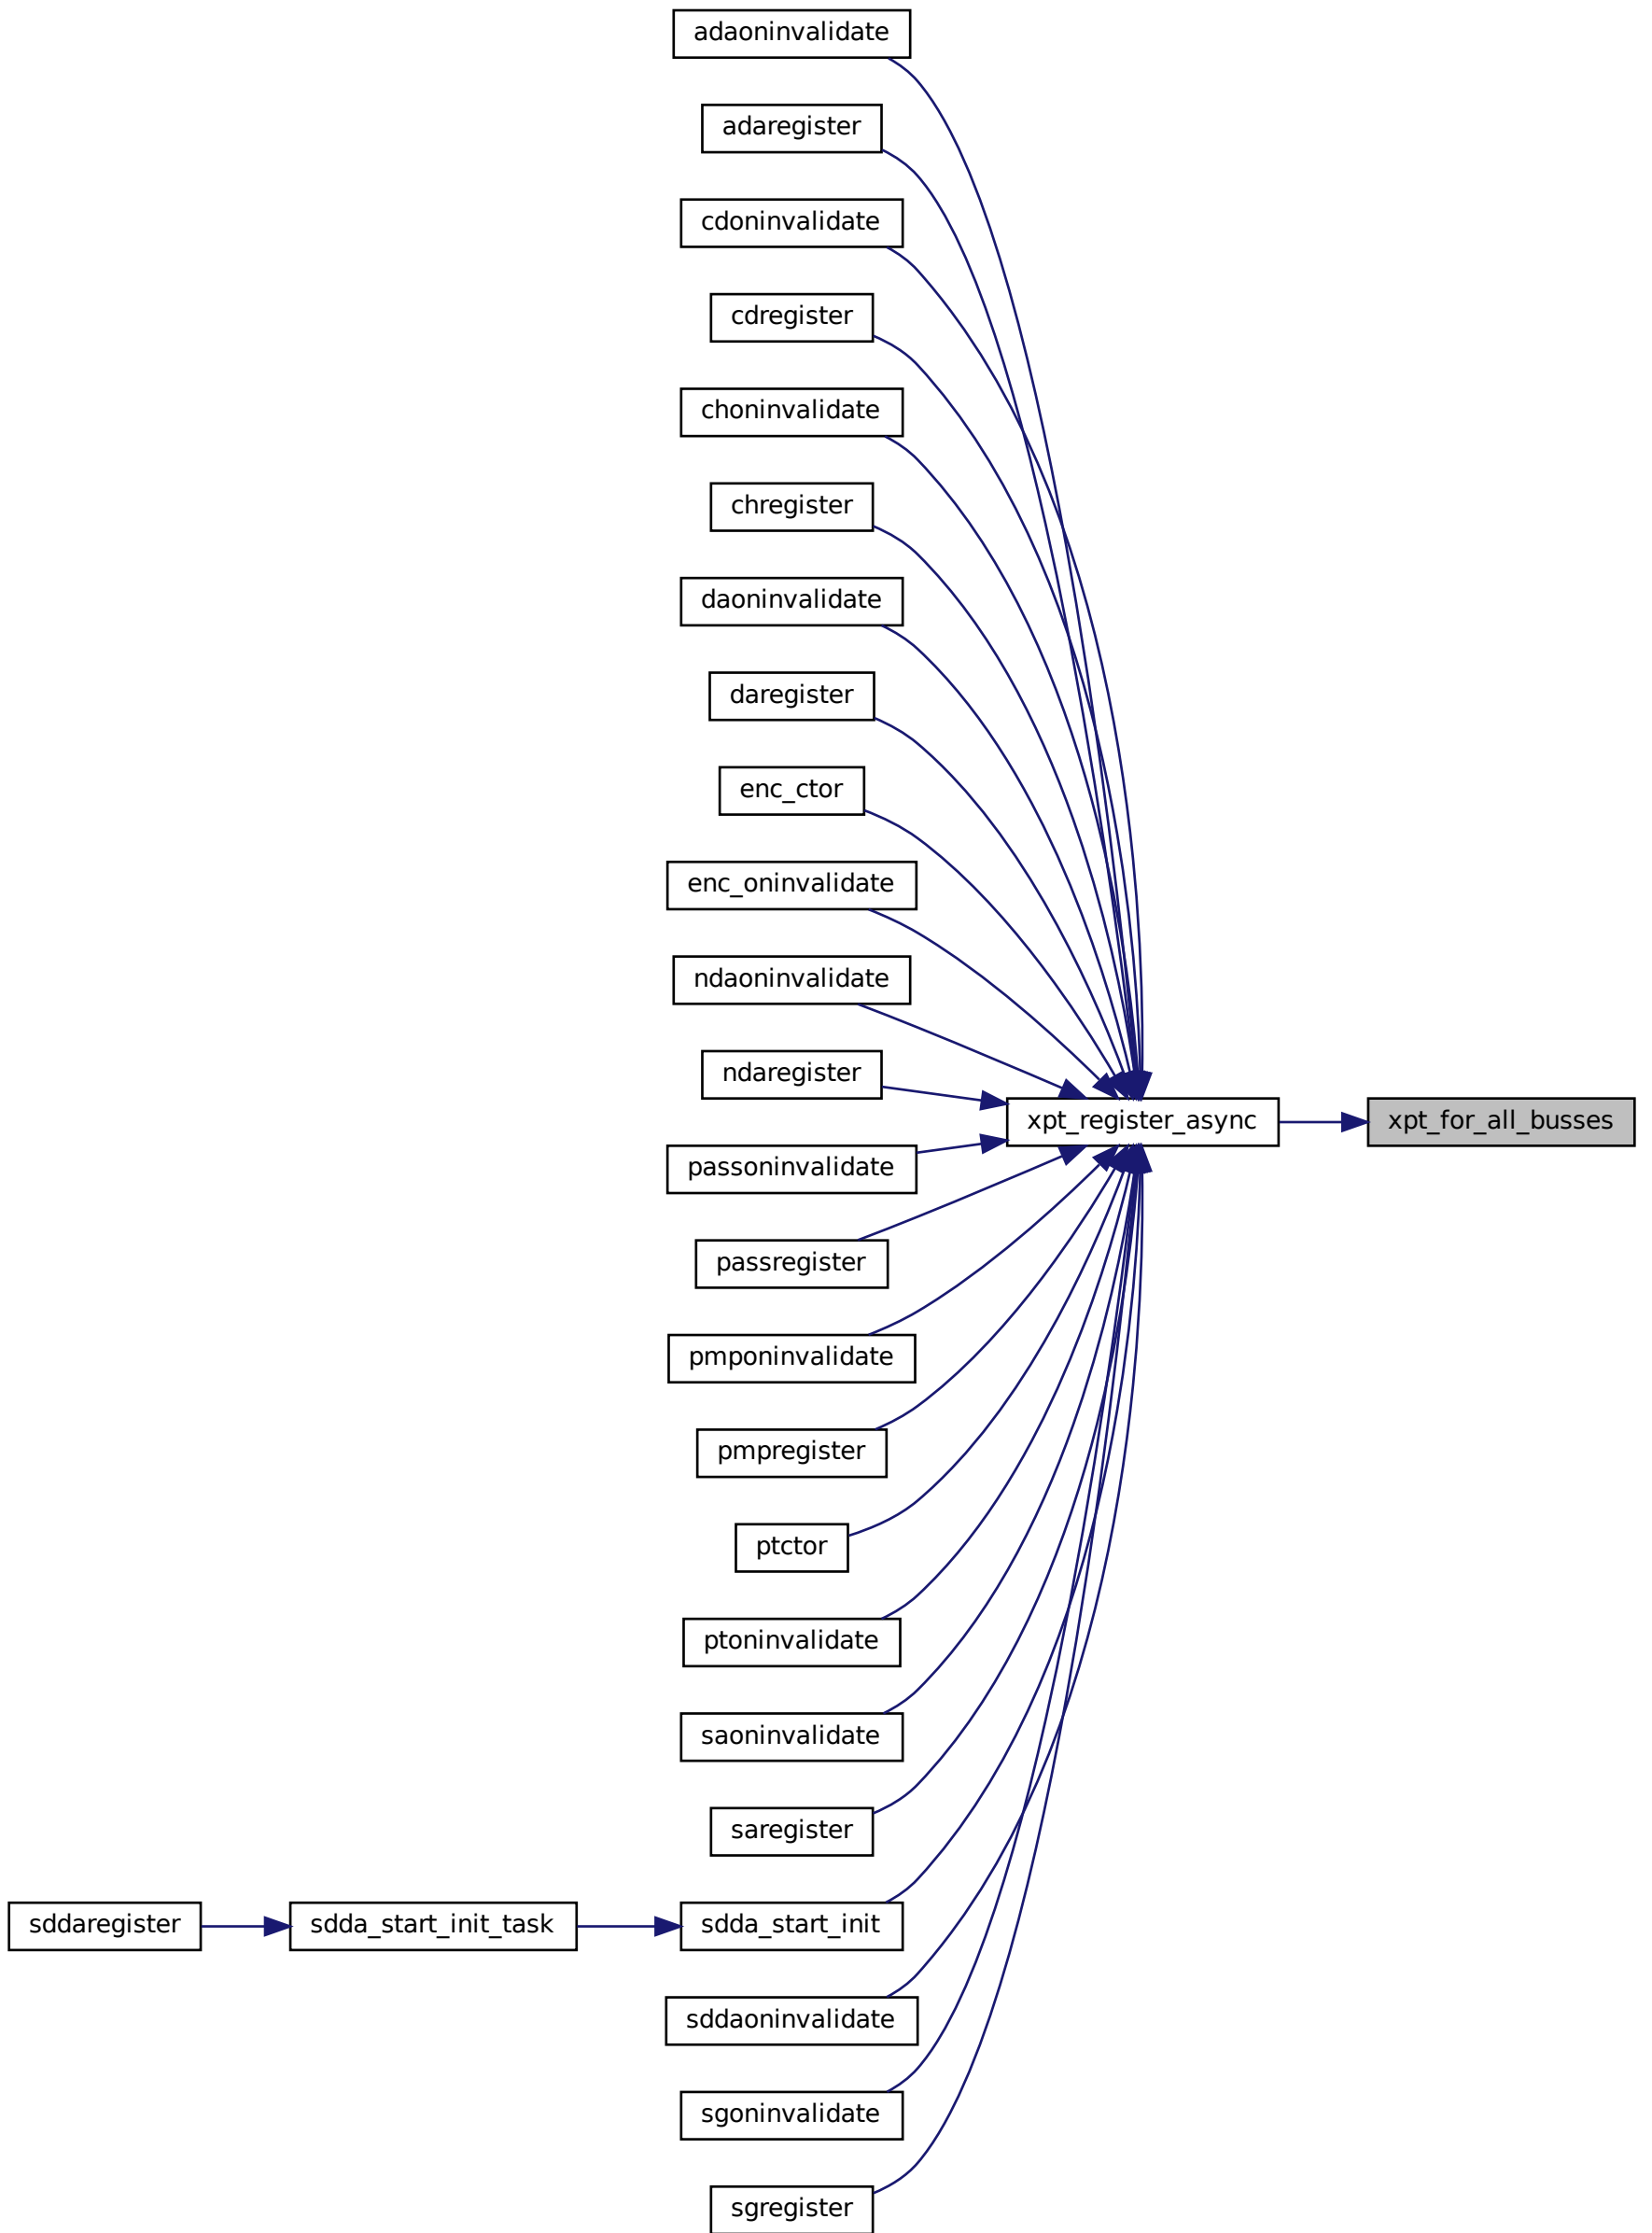 adaoninvalidate
adaregister
cdoninvalidate
cdregister
choninvalidate
chregister
daoninvalidate
daregister
enc_ctor
enc_oninvalidate
ndaoninvalidate
ndaregister
xpt_register_async
xpt_for_all_busses
passoninvalidate
passregister
pmponinvalidate
pmpregister
ptctor
ptoninvalidate
saoninvalidate
saregister
sddaregister
sdda_start_init_task
sdda_start_init
sddaoninvalidate
sgoninvalidate
sgregister